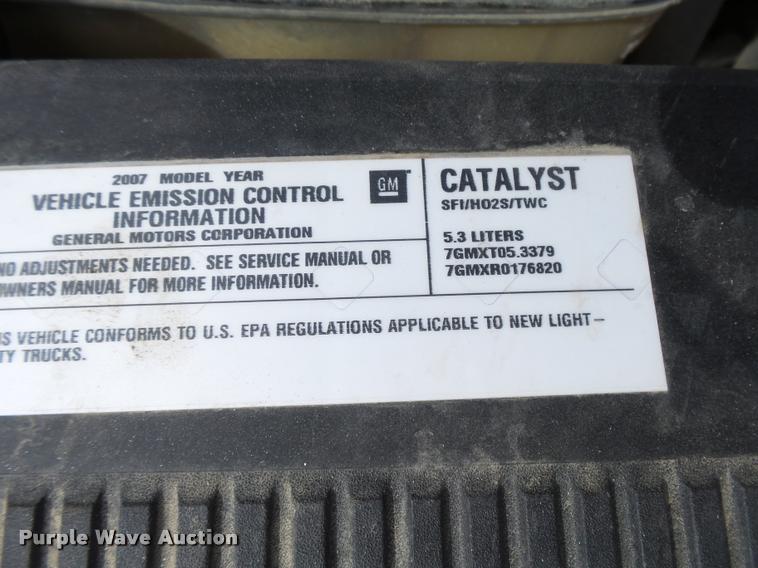 2007 MODEL YEAR
VEHICLE EMISSION CONTROL
INFORMATION
GENERAL MOTORS CORPORATION
GM
NO ADJUSTMENTS NEEDED. SEE SERVICE MANUAL OR
OWNERS MANUAL FOR MORE INFORMATION.
CATALYST
SFI/HO2S/TWC
5.3 LITERS
7GMXT05.3379
7GMXR0176820
VEHICLE CONFORMS TO U.S. EPA REGULATIONS APPLICABLE TO NEW LIGHT-
TRUCKS.
Purple Wave Auction